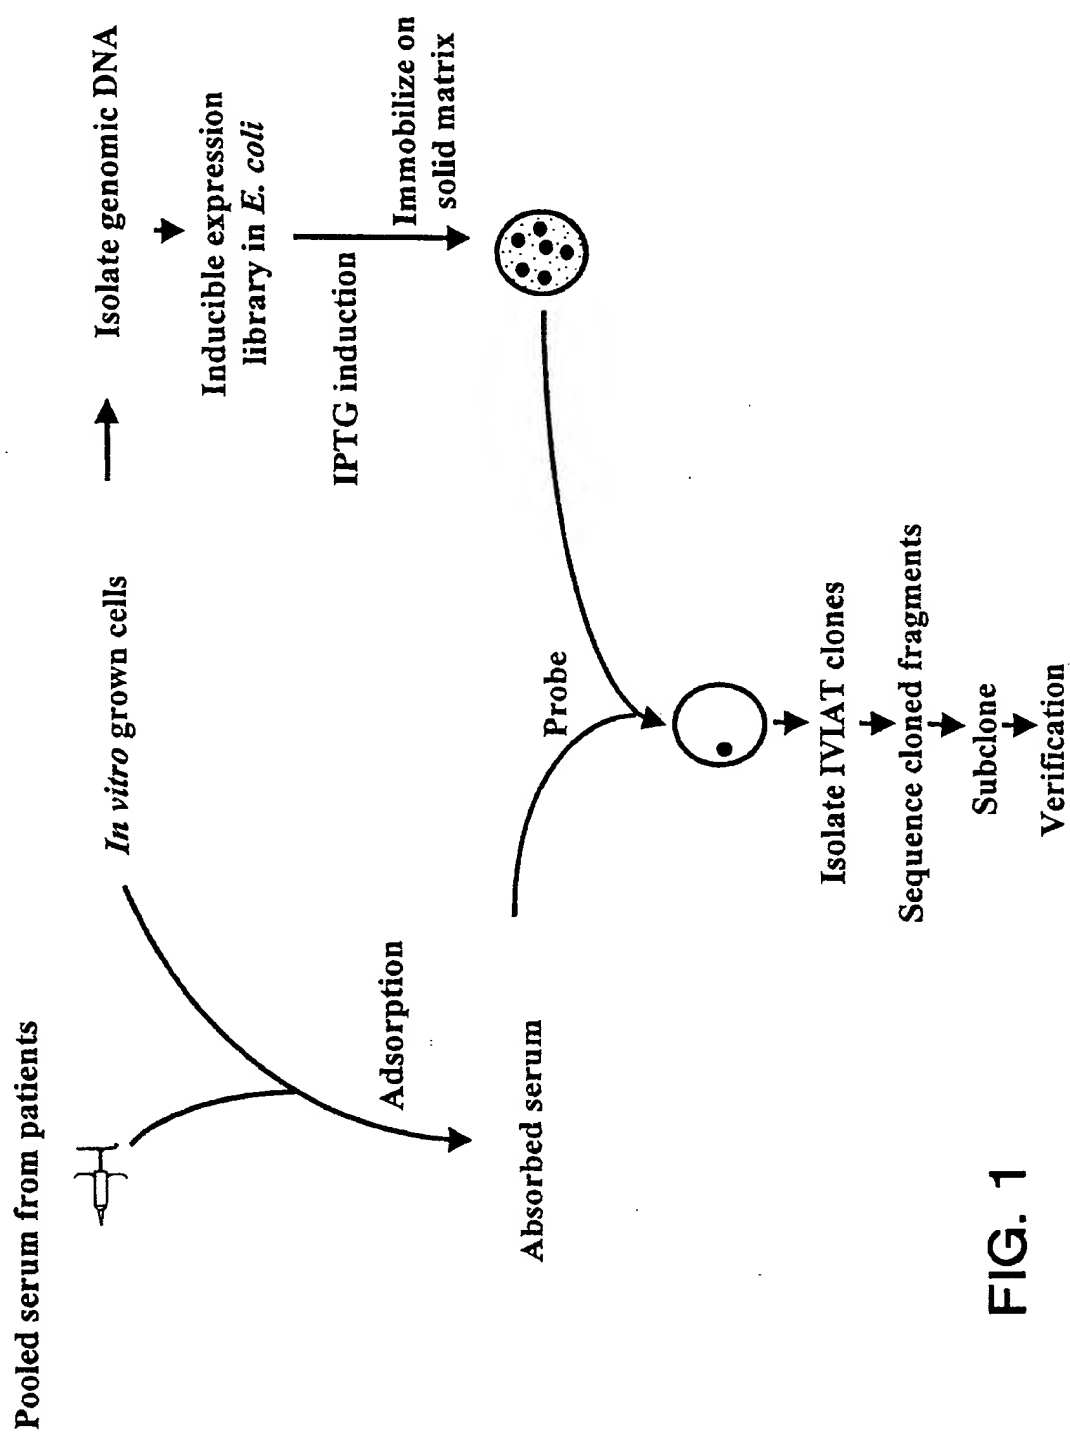 Pooled serum from patients
In vitro grown cells
Isolate genomic DNA
Inducible expression
library in E. coli
IPTG induction
Immobilize on
solid matrix
Adsorption
Absorbed serum
Probe
Isolate IVIAT clones
Sequence cloned fragments
Subclone
Verification
FIG. 1